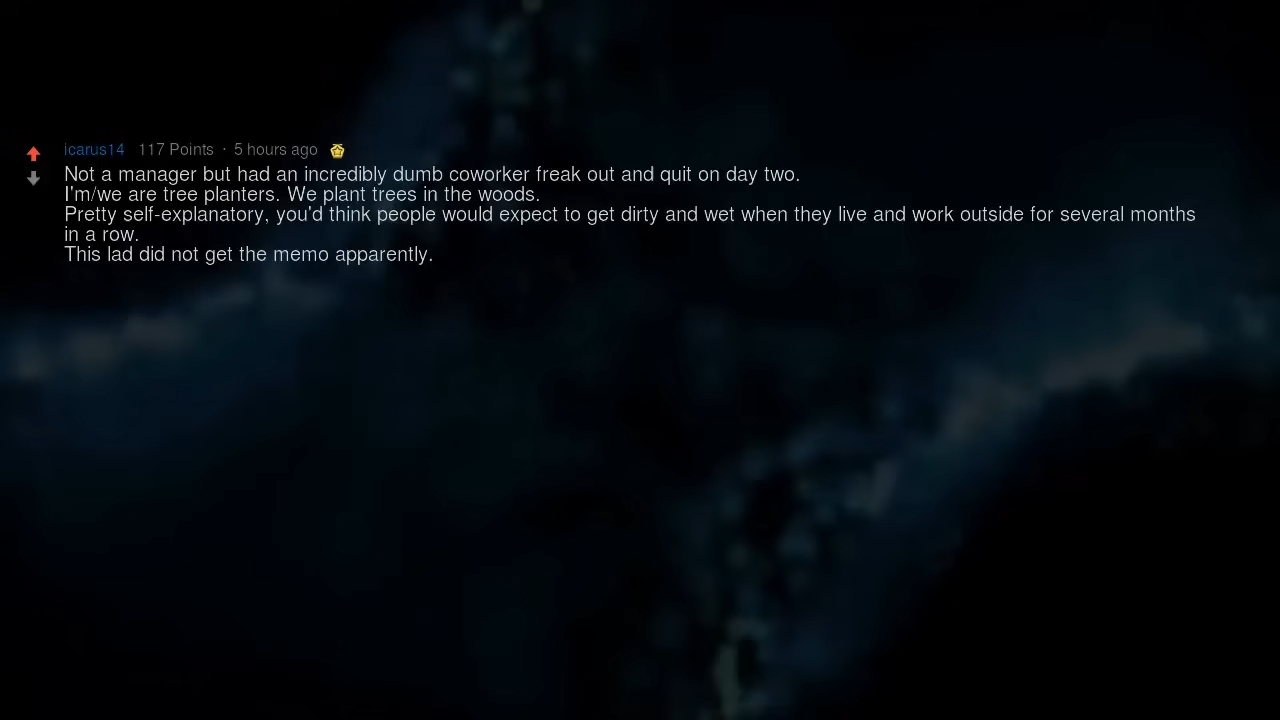 icarus14 117 Points · 5 hours ago
Not a manager but had an incredibly dumb coworker freak out and quit on day two.
I'm/we are tree planters. We plant trees in the woods.
Pretty self-explanatory, you'd think people would expect to get dirty and wet when they live and work outside for several months
in a row.
This lad did not get the memo apparently.